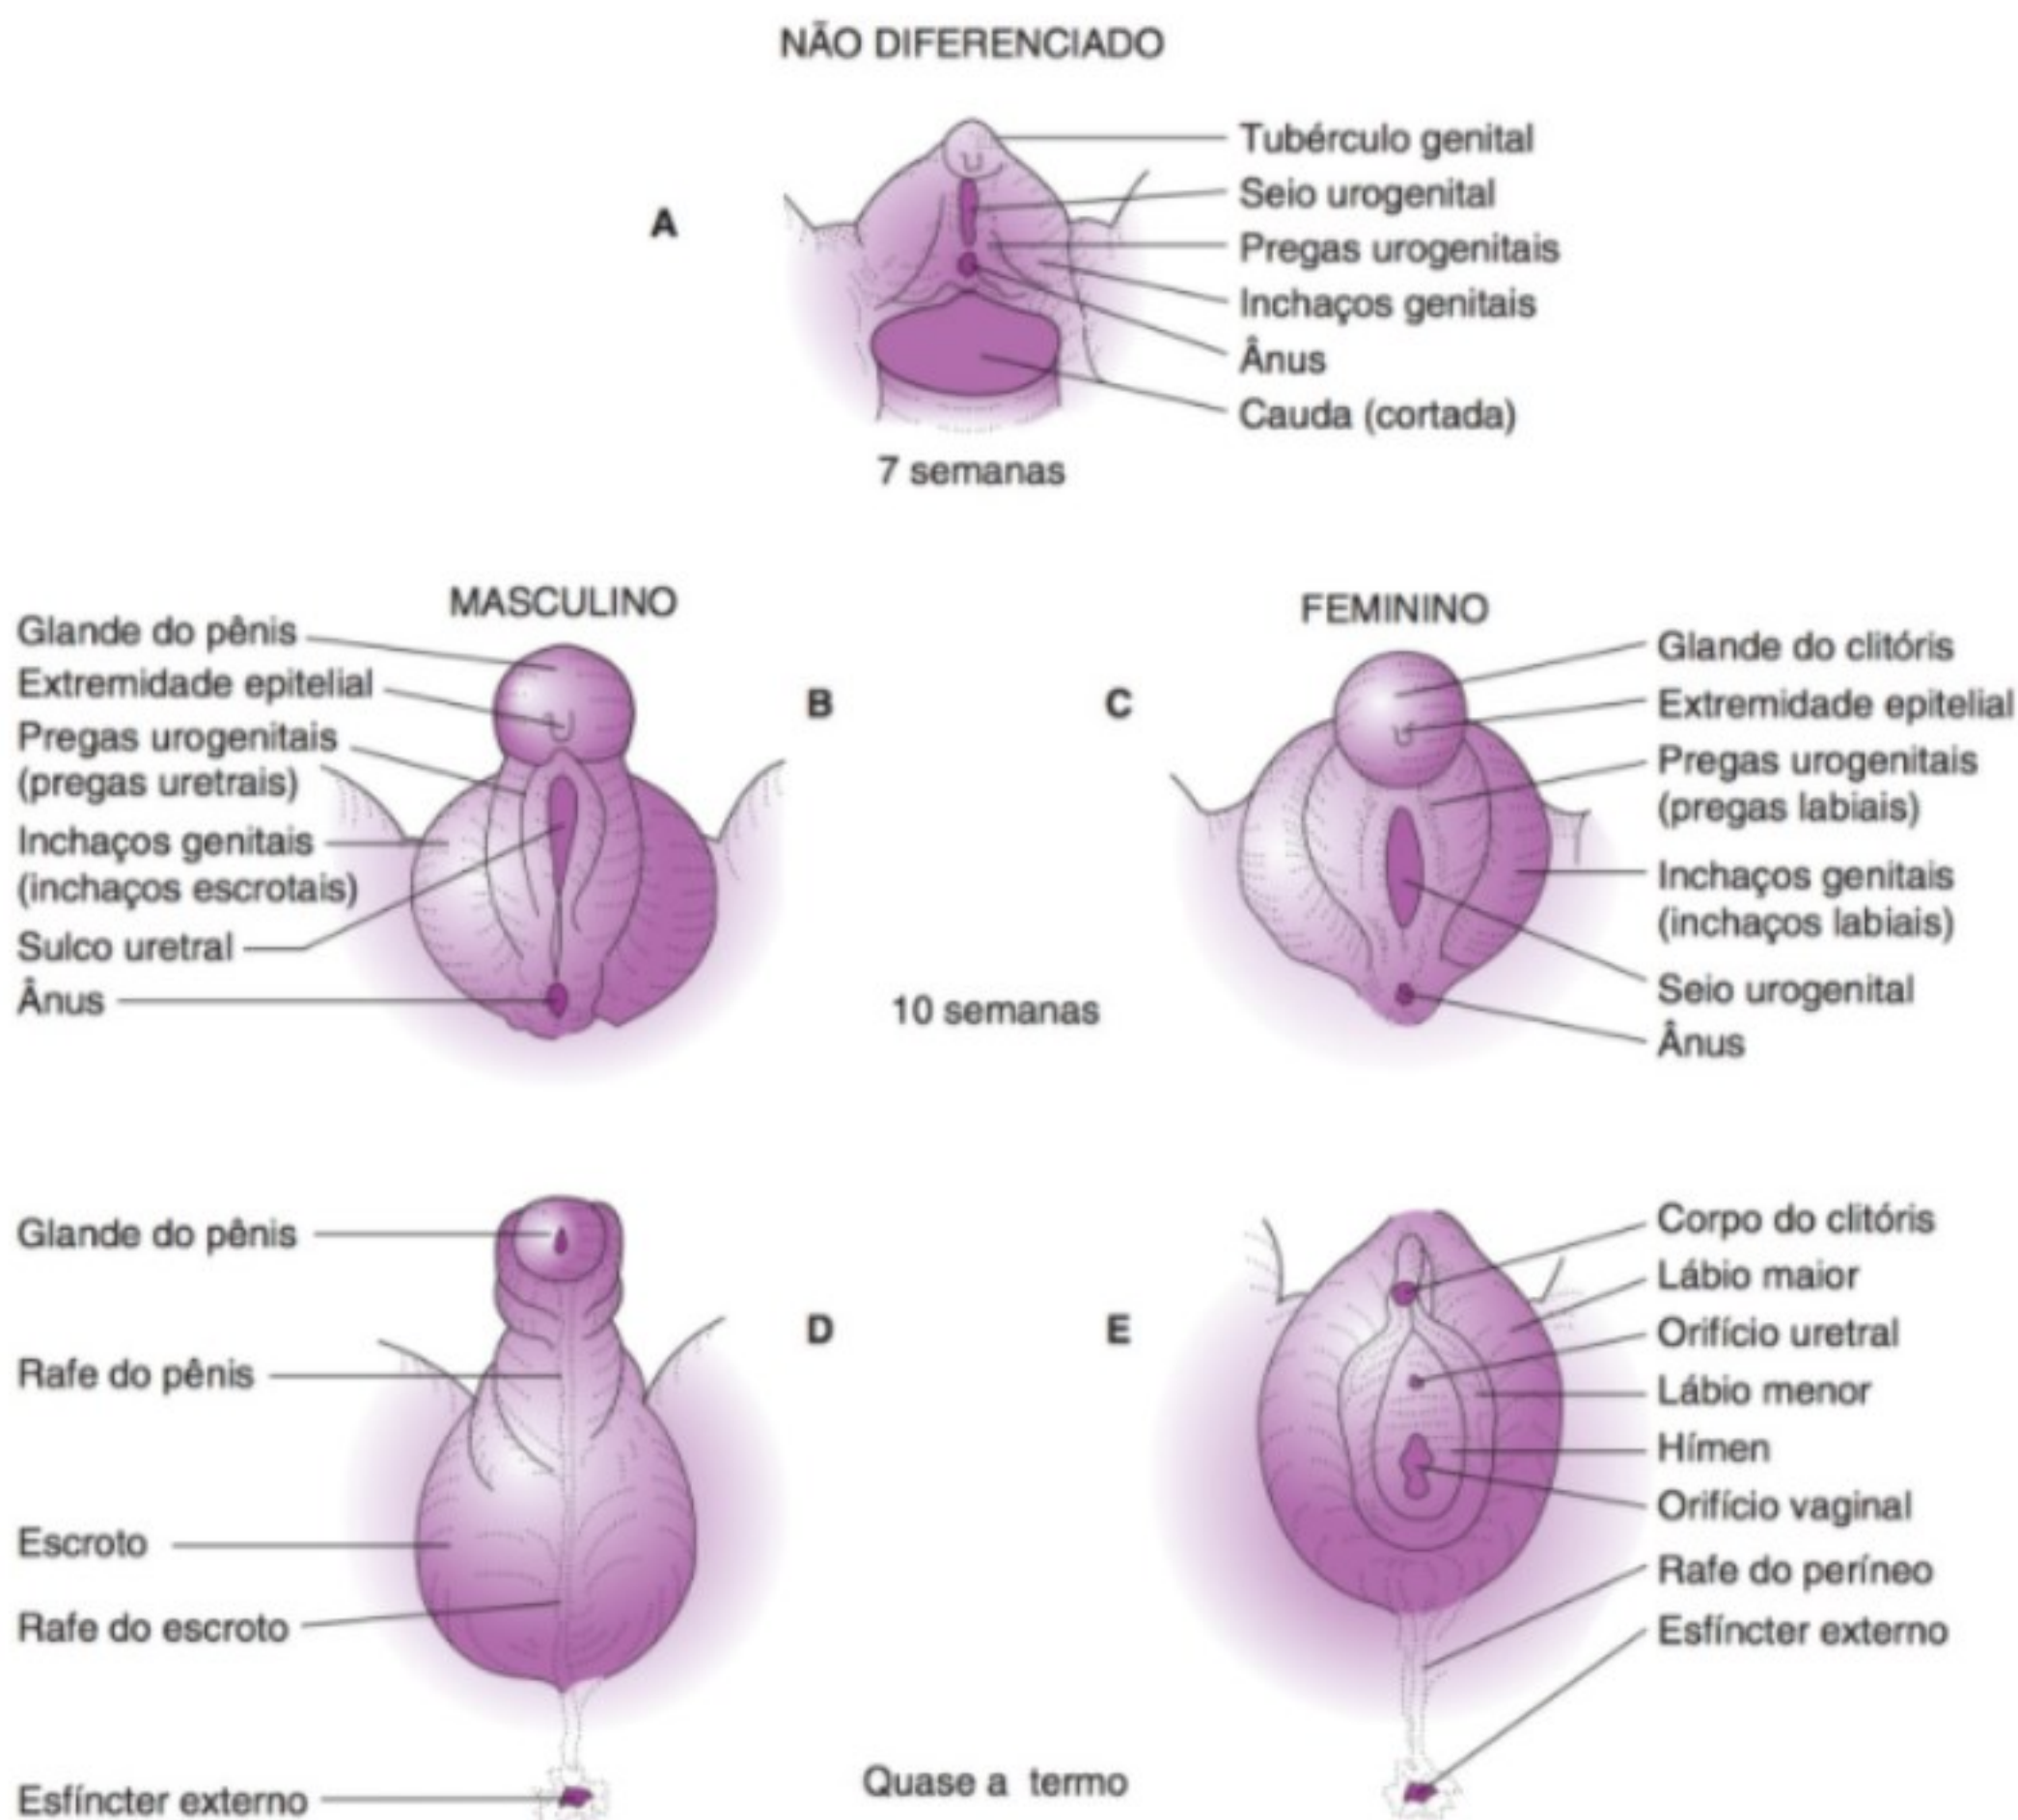 NÃO DIFERENCIADO
Tubérculo genital
Seio urogenital
A
Pregas urogenitais
Inchaços genitais
Ânus
Cauda (cortada)
7 semanas
MASCULINO
Glande do pênis
Extremidade epitelial
B
Pregas urogenitais
(pregas uretrais)
Inchaços genitais
(inchaços escrotais)
Sulco uretral
Ânus
10 semanas
FEMININO
C
Glande do clitóris
Extremidade epitelial
Pregas urogenitais
(pregas labiais)
Inchaços genitais
(inchaços labiais)
Seio urogenital
Ânus
Glande do pênis
D
Rafe do pênis
Escroto
Rafe do escroto
Esfíncter externo
Quase a termo
E
Corpo do clitóris
Lábio maior
Orifício uretral
Lábio menor
Hímen
Orifício vaginal
Rafe do períneo
Esfíncter externo